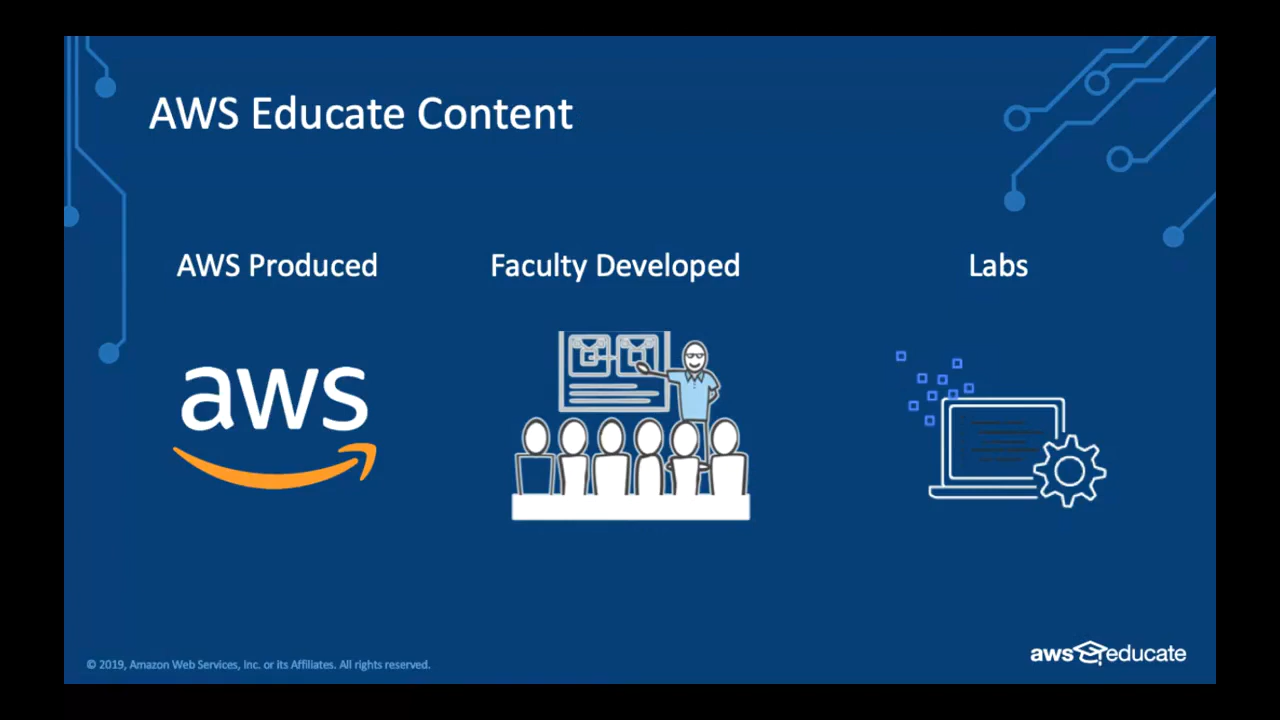 AWS Educate Content
AWS Produced
Faculty Developed
Labs
aws
© 2019, Amazon Web Services, Inc. or its Affiliates. All rights reserved.
aws educate